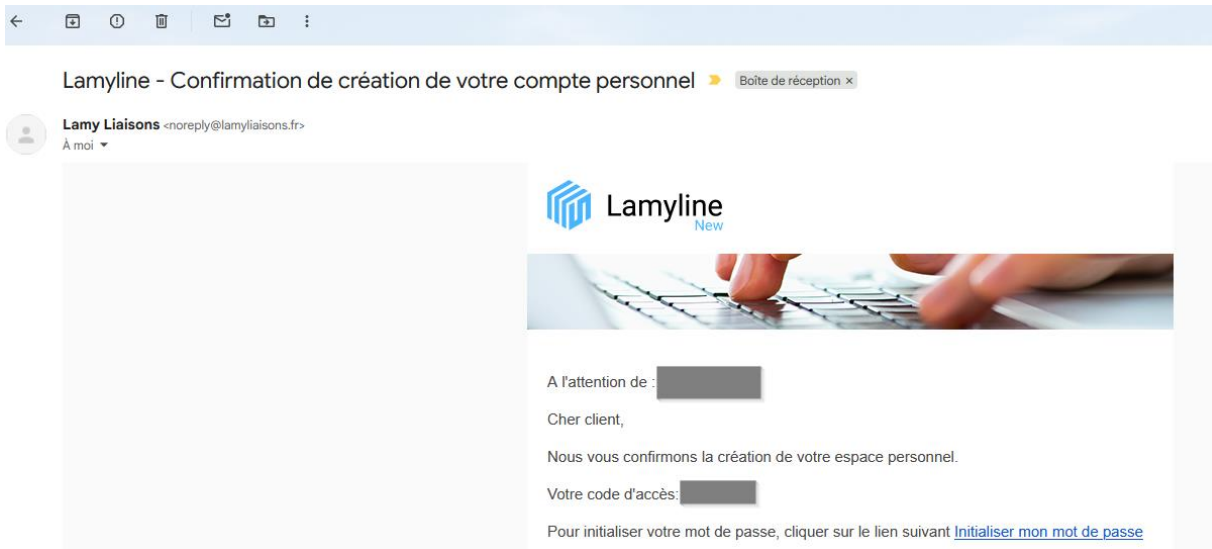 Lamyline - Confirmation de création de votre compte personnel Boîte de réception ×
Lamy Liaisons <noreply@lamyliaisons.fr>
À moi
Lamyline
New
A l'attention de :
Cher client,
Nous vous confirmons la création de votre espace personnel.
Votre code d'accès:
Pour initialiser votre mot de passe, cliquer sur le lien suivant Initialiser mon mot de passe